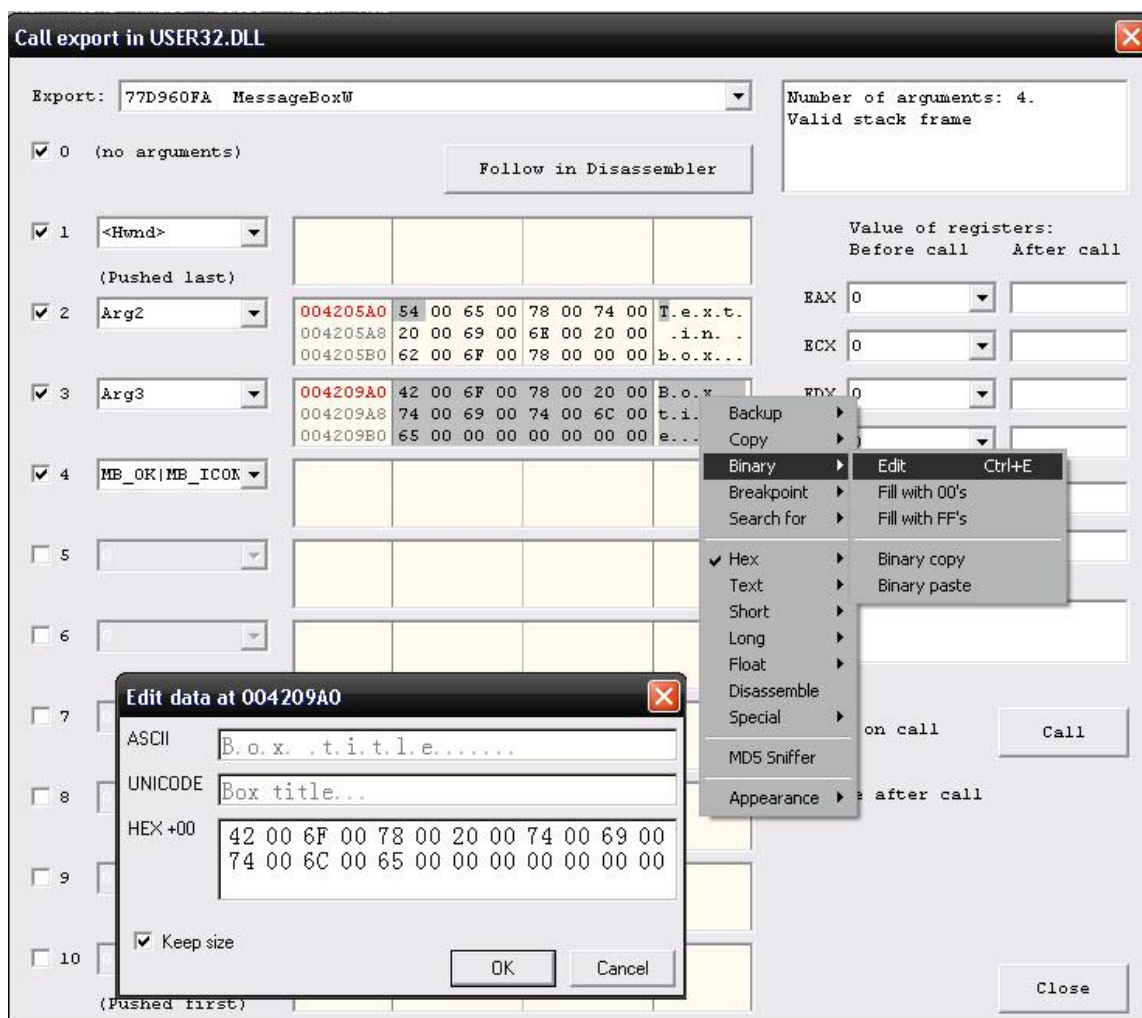 Call export in USER32.DLL
Export: 77D960FA MessageBoxW
Number of arguments: 4.
Valid stack frame
0 (no arguments)
Follow in Disassembler
1 <Hwnd>
(Pushed last)
Value of registers:
Before call After call
2 Arg2
004205A0 54 00 65 00 78 00 74 00 T.e.x.t.
004205A8 20 00 69 00 6E 00 20 00 .i.n. .
004205B0 62 00 6F 00 78 00 00 00 b.o.x...
EAX 0
ECX 0
3 Arg3
004209A0 42 00 6F 00 78 00 20 00 B.o.x
004209A8 74 00 69 00 74 00 6C 00 t.i.
004209B0 65 00 00 00 00 00 00 00 e...
EDX 0
4 MB_OK|MB_ICON
5 0
6 0
7
8
9
10
(Pushed first)
Backup
Copy
Binary
Breakpoint
Search for
Hex
Text
Short
Long
Float
Disassemble
Special
MD5 Sniffer
Appearance
Edit Ctrl+E
Fill with 00's
Fill with FF's
Binary copy
Binary paste
on call
Call
after call
Close
Edit data at 004209A0
ASCII B.o.x. .t.i.t.l.e.......
UNICODE Box title...
HEX +00 42 00 6F 00 78 00 20 00 74 00 69 00
74 00 6C 00 65 00 00 00 00 00 00 00
Keep size
OK
Cancel